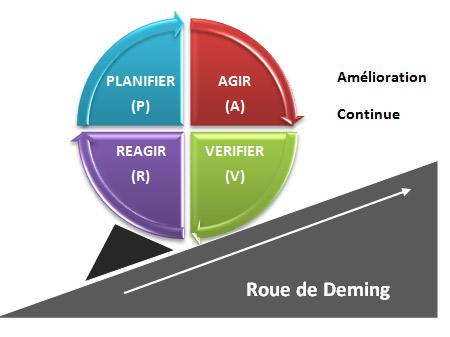 PLANIFIER
(P)
AGIR
(A)
Amélioration
Continue
REAGIR
(R)
VERIFIER
(V)
Roue de Deming